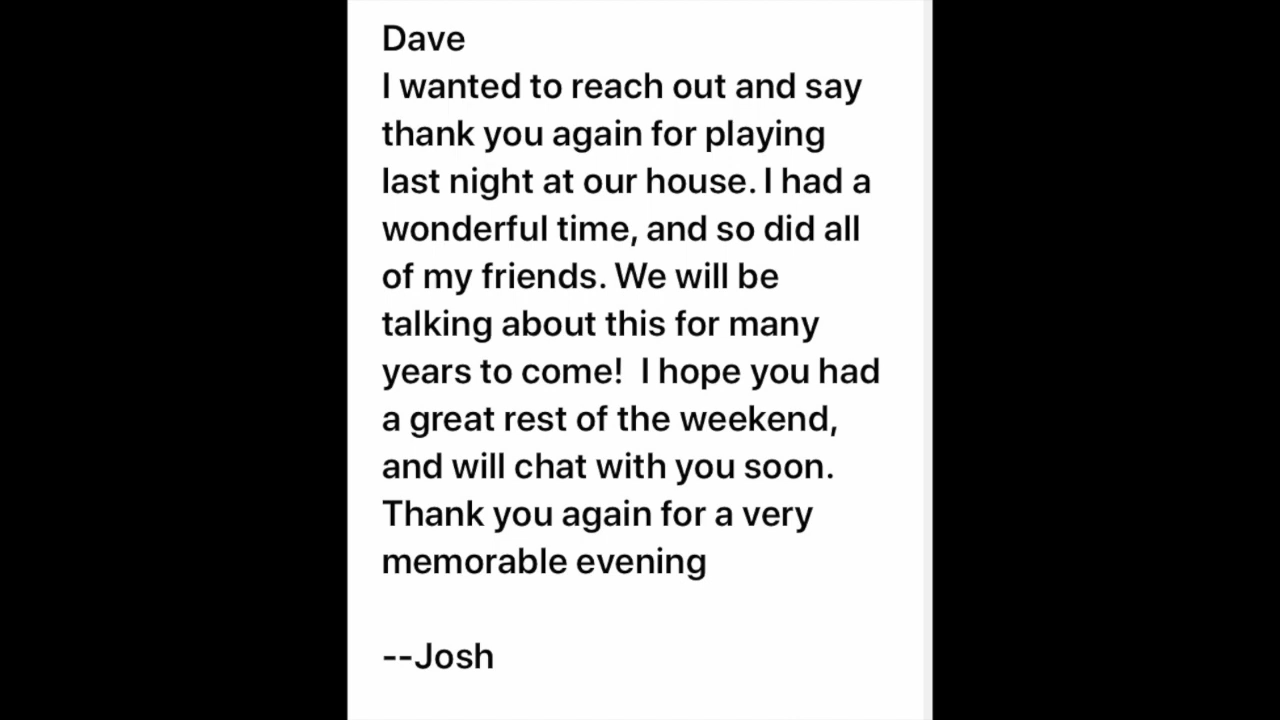 Dave
I wanted to reach out and say
thank you again for playing
last night at our house. I had a
wonderful time, and so did all
of my friends. We will be
talking about this for many
years to come!  I hope you had
a great rest of the weekend,
and will chat with you soon.
Thank you again for a very
memorable evening

--Josh